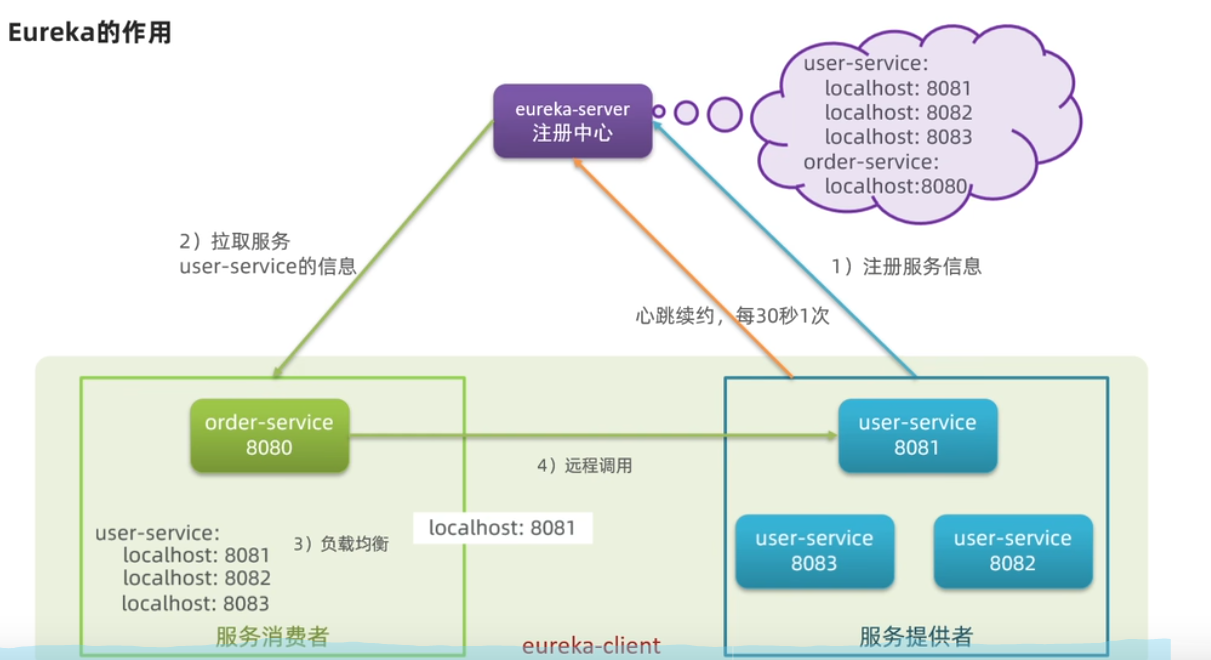 Eureka的作用
eureka-server
注册中心
user-service:
localhost: 8081
localhost: 8082
localhost: 8083
order-service:
localhost:8080
2）拉取服务
user-service的信息
1）注册服务信息
心跳续约，每30秒1次
order-service
8080
user-service
8081
4）远程调用
user-service:
localhost: 8081
localhost: 8082
localhost: 8083
3）负载均衡
localhost: 8081
user-service
8083
user-service
8082
服务消费者
eureka-client
服务提供者